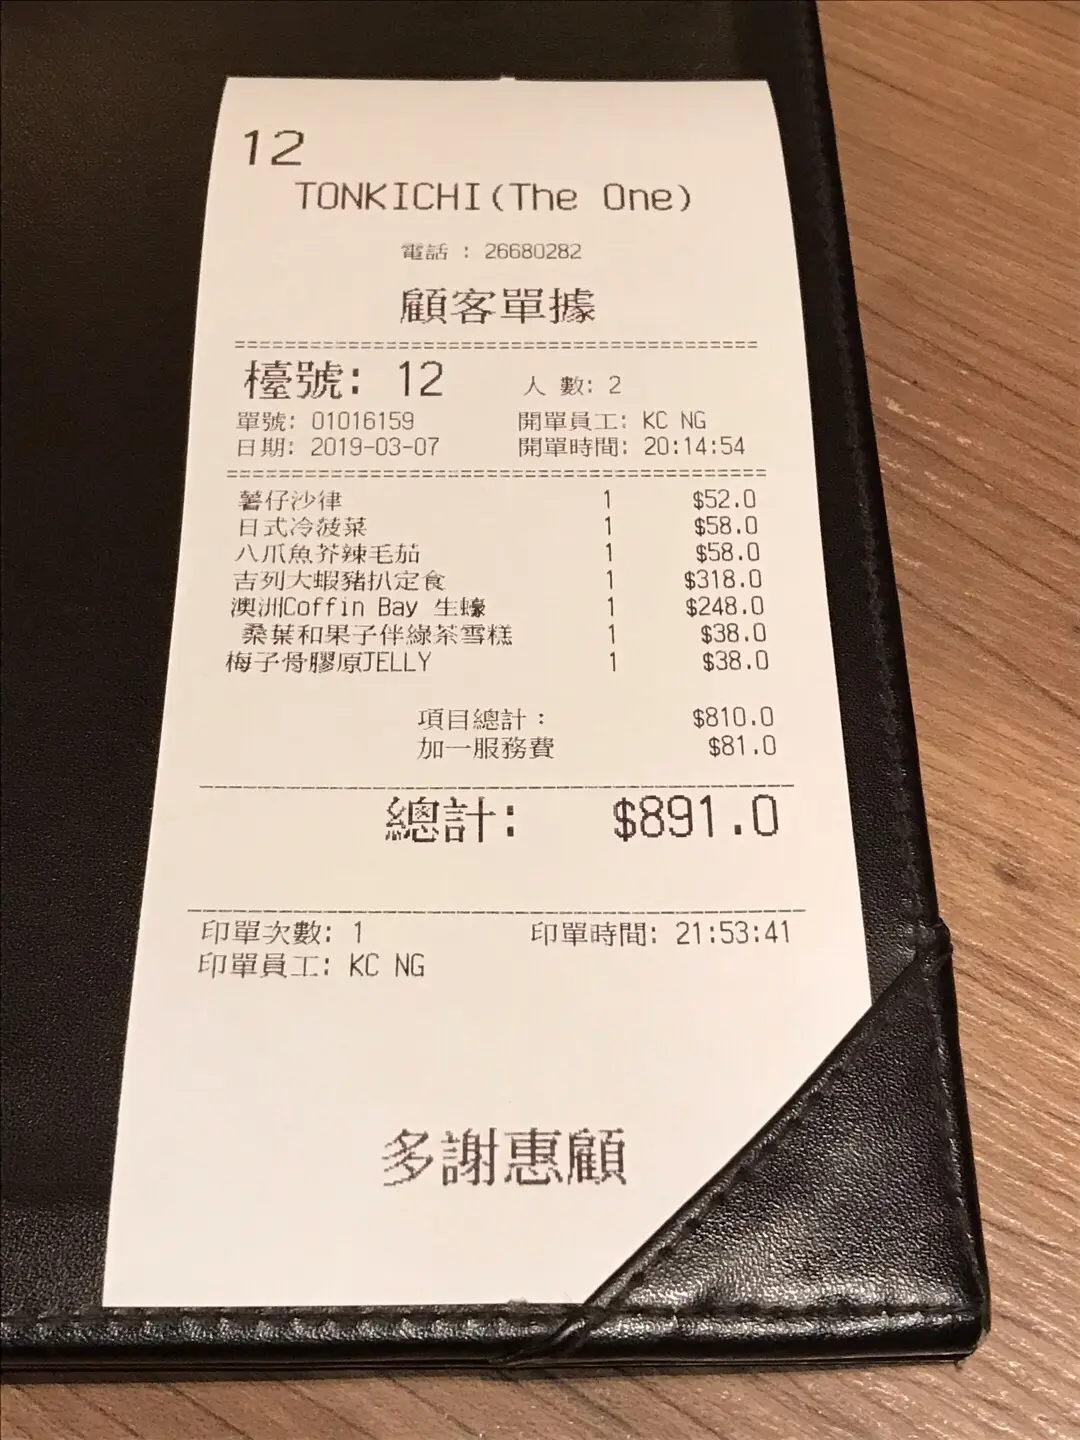 12
TONKICHI(The One)
電話 : 26680282
顧客單據
檯號: 12 人 數: 2
單號: 01016159 開單員工: KC NG
日期: 2019-03-07 開單時間: 20:14:54
薯仔沙律 1 $52.0
日式冷菠菜 1 $58.0
八爪魚芥辣毛茄 1 $58.0
吉列大蝦豬扒定食 1 $318.0
澳洲Coffin Bay 生蠔 1 $248.0
桑葉和果子伴綠茶雪糕 1 $38.0
梅子骨膠原JELLY 1 $38.0
項目總計: $810.0
加一服務費 $81.0
總計: $891.0
印單次數: 1 印單時間: 21:53:41
印單員工: KC NG
多謝惠顧